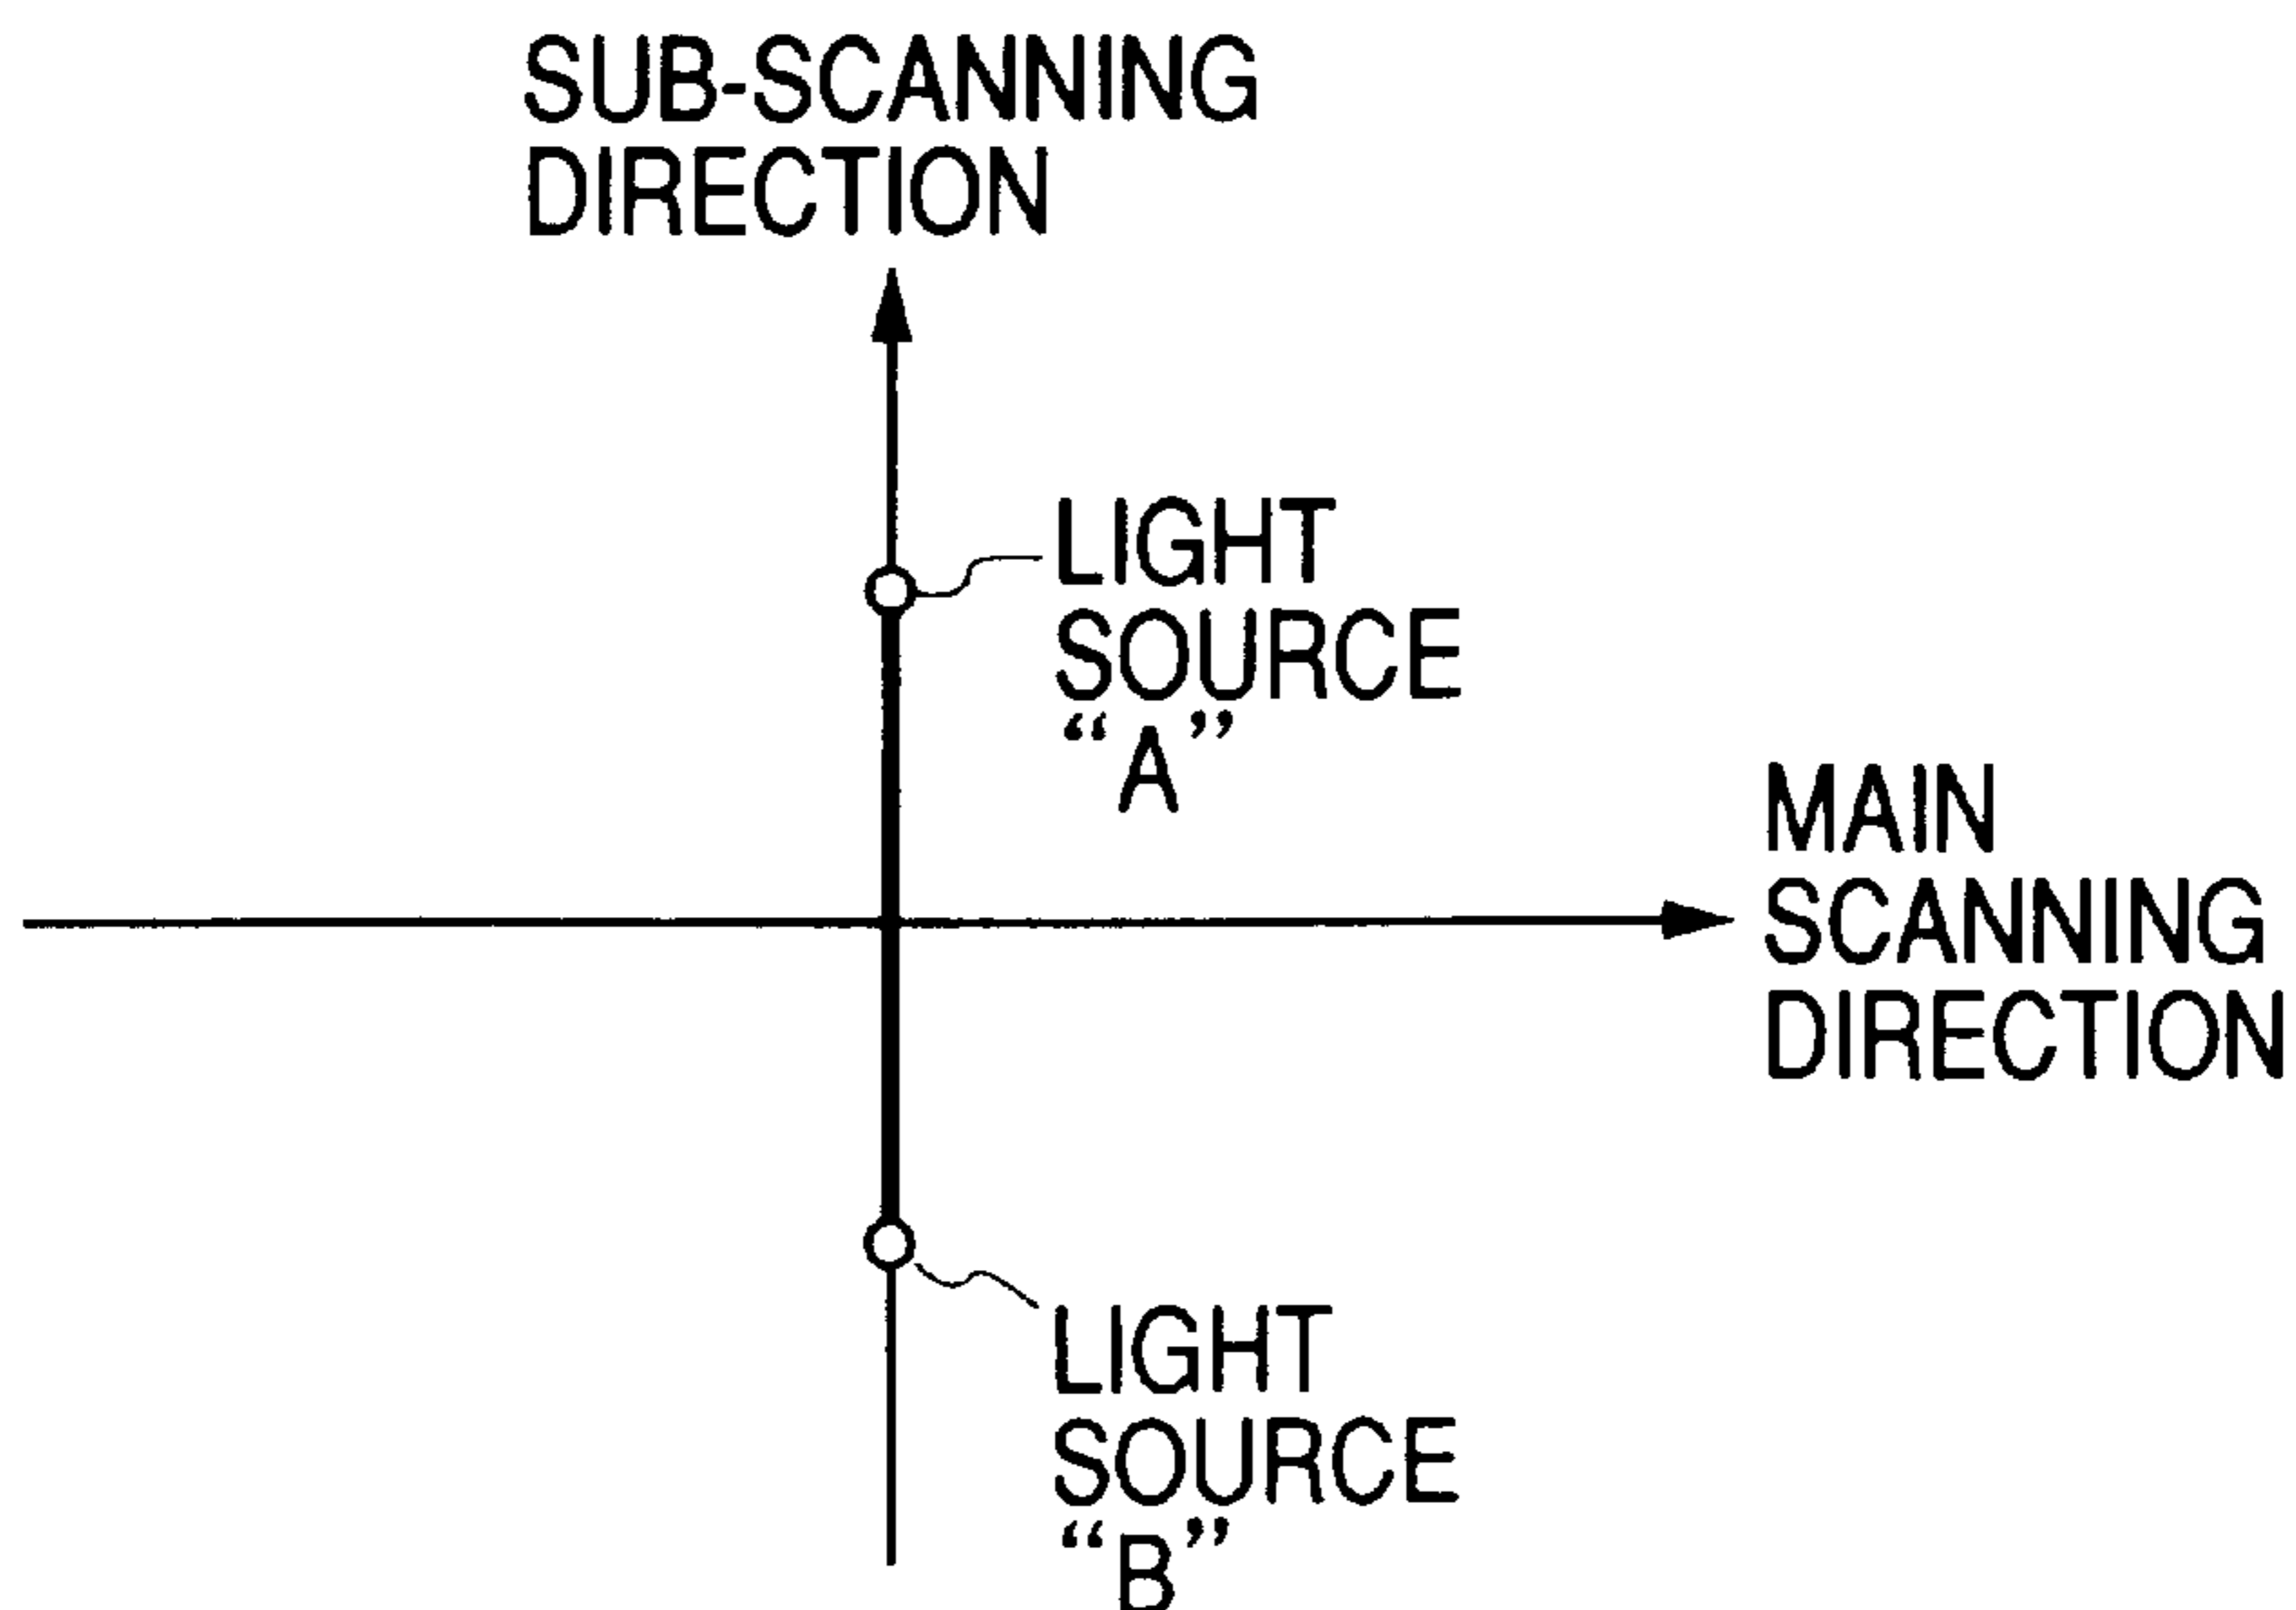 SUB-SCANNING
DIRECTION
LIGHT
SOURCE
“A”
MAIN
SCANNING
DIRECTION
LIGHT
SOURCE
“B”